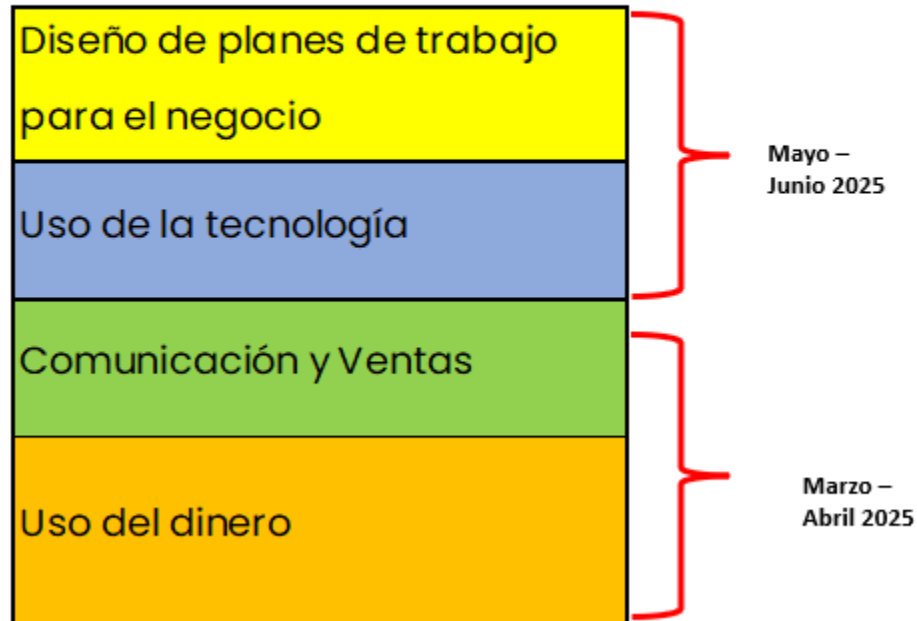 Diseño de planes de trabajo
para el negocio
Uso de la tecnología
Mayo –
Junio 2025
Comunicación y Ventas
Uso del dinero
Marzo –
Abril 2025